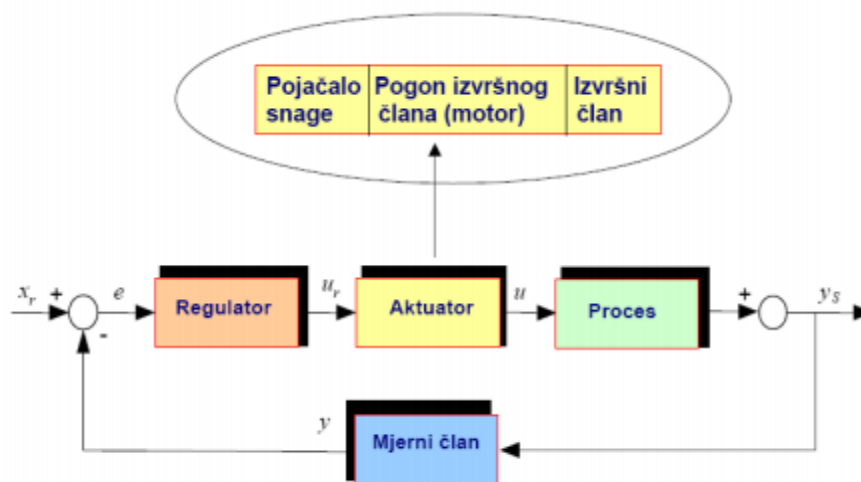 Pojačalo snage
Pogon izvršnog člana (motor)
Izvršni član
x_r + e Regulator u_r Aktuator u Proces + y_S
-
y Mjerni član